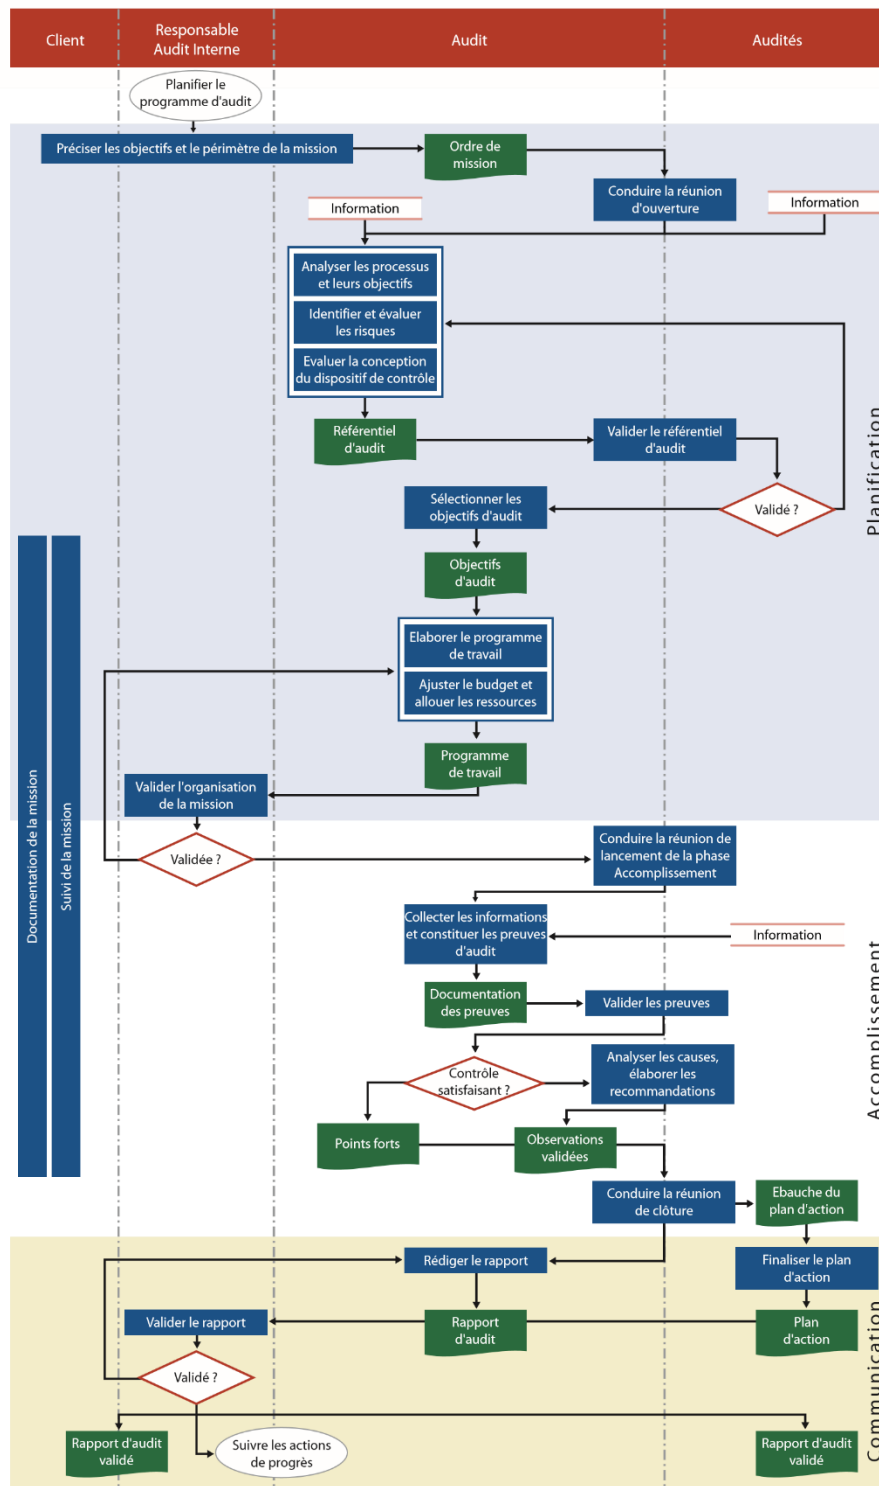 Client
Responsable
Audit Interne
Audit
Audités
Planifier le
programme d'audit
Préciser les objectifs et le périmètre de la mission
Ordre de
mission
Conduire la réunion
d'ouverture
Information
Information
Analyser les processus
et leurs objectifs
Identifier et évaluer
les risques
Evaluer la conception
du dispositif de contrôle
Référentiel
d'audit
Valider le référentiel
d'audit
Validé ?
Sélectionner les
objectifs d'audit
Objectifs
d'audit
Elaborer le programme
de travail
Ajuster le budget et
allouer les ressources
Programme
de travail
Valider l'organisation
de la mission
Validée ?
Planification
Documentation de la mission
Suivi de la mission
Conduire la réunion de
lancement de la phase
Accomplissement
Collecter les informations
et constituer les preuves
d'audit
Information
Documentation
des preuves
Valider les preuves
Contrôle
satisfaisant ?
Analyser les causes,
élaborer les
recommandations
Points forts
Observations
validées
Conduire la réunion
de clôture
Ebauche du
plan d'action
Accomplissement
Rédiger le rapport
Finaliser le plan
d'action
Valider le rapport
Rapport
d'audit
Plan
d'action
Validé ?
Rapport d'audit
validé
Suivre les actions
de progrès
Rapport d'audit
validé
Communication